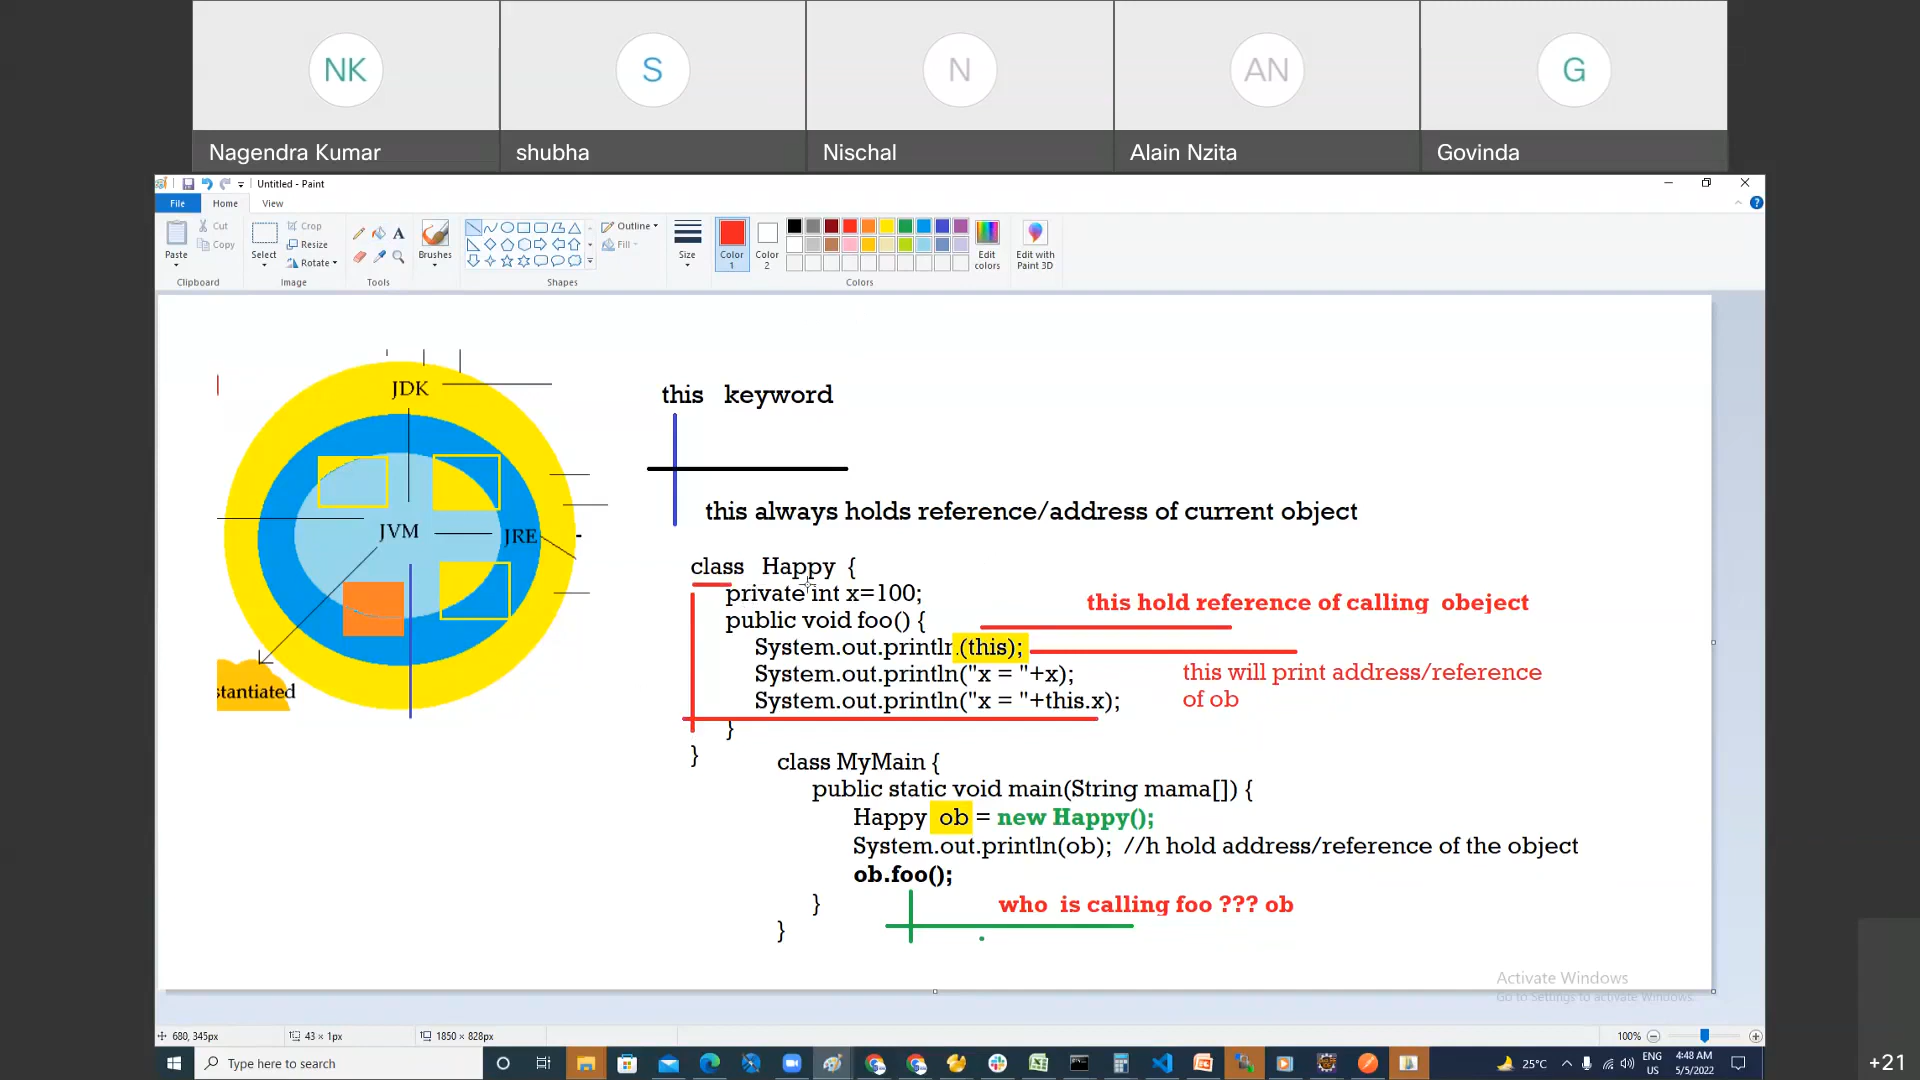 NK
S
N
AN
G
Nagendra Kumar
shubha
Nischal
Alain Nzita
Govinda
Untitled - Paint
File
Home
View
Paste
Cut
Copy
Clipboard
Select
Crop
Resize
Rotate
Image
A
Tools
Brushes
Outline
Fill
Shapes
Size
Color 1
Color 2
Edit colors
Edit with Paint 3D
Colors
JDK
JVM
JRE
stantiated
this keyword
this always holds reference/address of current object
class Happy {
private int x=100;
public void foo() {
System.out.println(this);
System.out.println("x = "+x);
System.out.println("x = "+this.x);
}
}
this hold reference of calling obeject
this will print address/reference
of ob
class MyMain {
public static void main(String mama[]) {
Happy ob = new Happy();
System.out.println(ob); //h hold address/reference of the object
ob.foo();
}
}
who is calling foo ??? ob
Activate Windows
Go to Settings to activate Windows.
680, 345px
43 × 1px
1850 × 828px
100%
Type here to search
25°C
ENG
US
4:48 AM
5/5/2022
+21